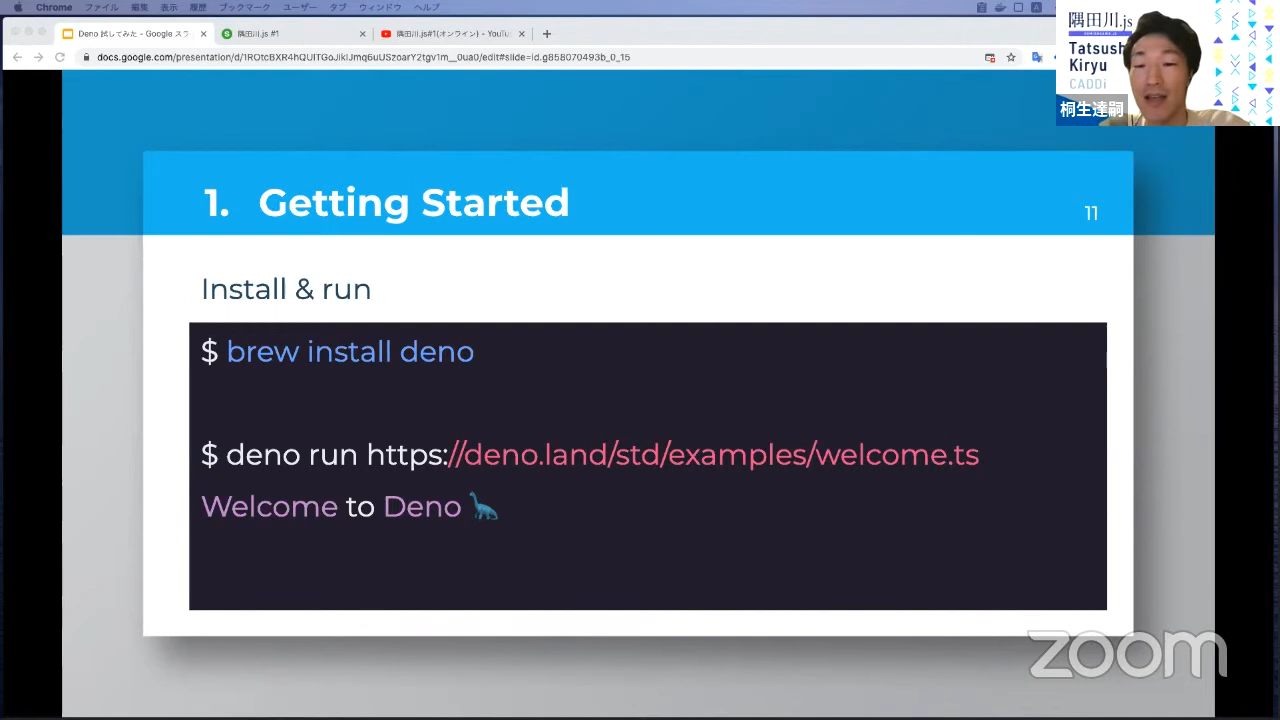 Chrome ファイル 編集 表示 履歴 ブックマーク ユーザー タブ ウィンドウ ヘルプ
Deno 試してみた - Google スラ
隅田川.js #1
隅田川.js#1(オンライン) - YouTu
docs.google.com/presentation/d/1ROtcBXR4hQUlTGoJikIJmq6uUSzoarY2tgv1m__0ua0/edit#slide=id.g858070493b_0_15
隅田川.js
Tatsush
Kiryu
CADDi
桐生達嗣
1. Getting Started
11
Install & run
$ brew install deno
$ deno run https://deno.land/std/examples/welcome.ts
Welcome to Deno 🦕
zoom